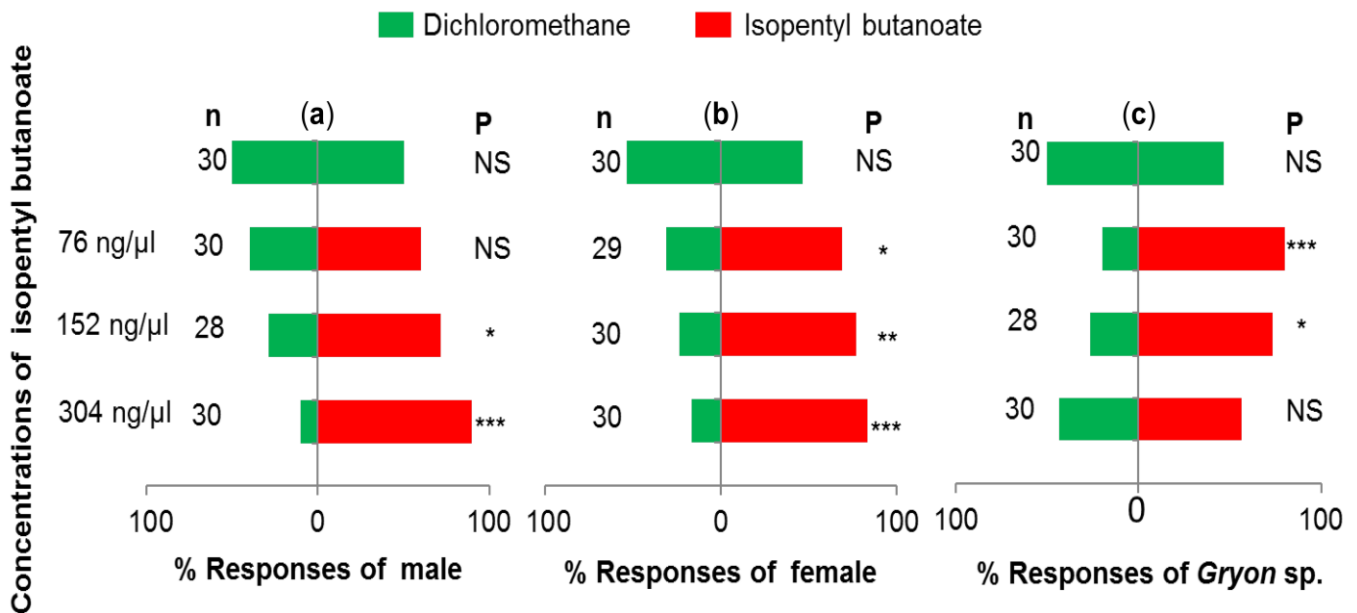 Dichloromethane Isopentyl butanoate
Concentrations of isopentyl butanoate
n (a) P
30 NS
76 ng/µl 30 NS
152 ng/µl 28 *
304 ng/µl 30 ***
100 0 100
% Responses of male
n (b) P
30 NS
29 *
30 **
30 ***
100 0 100
% Responses of female
n (c) P
30 NS
30 ***
28 *
30 NS
100 0 100
% Responses of Gryon sp.